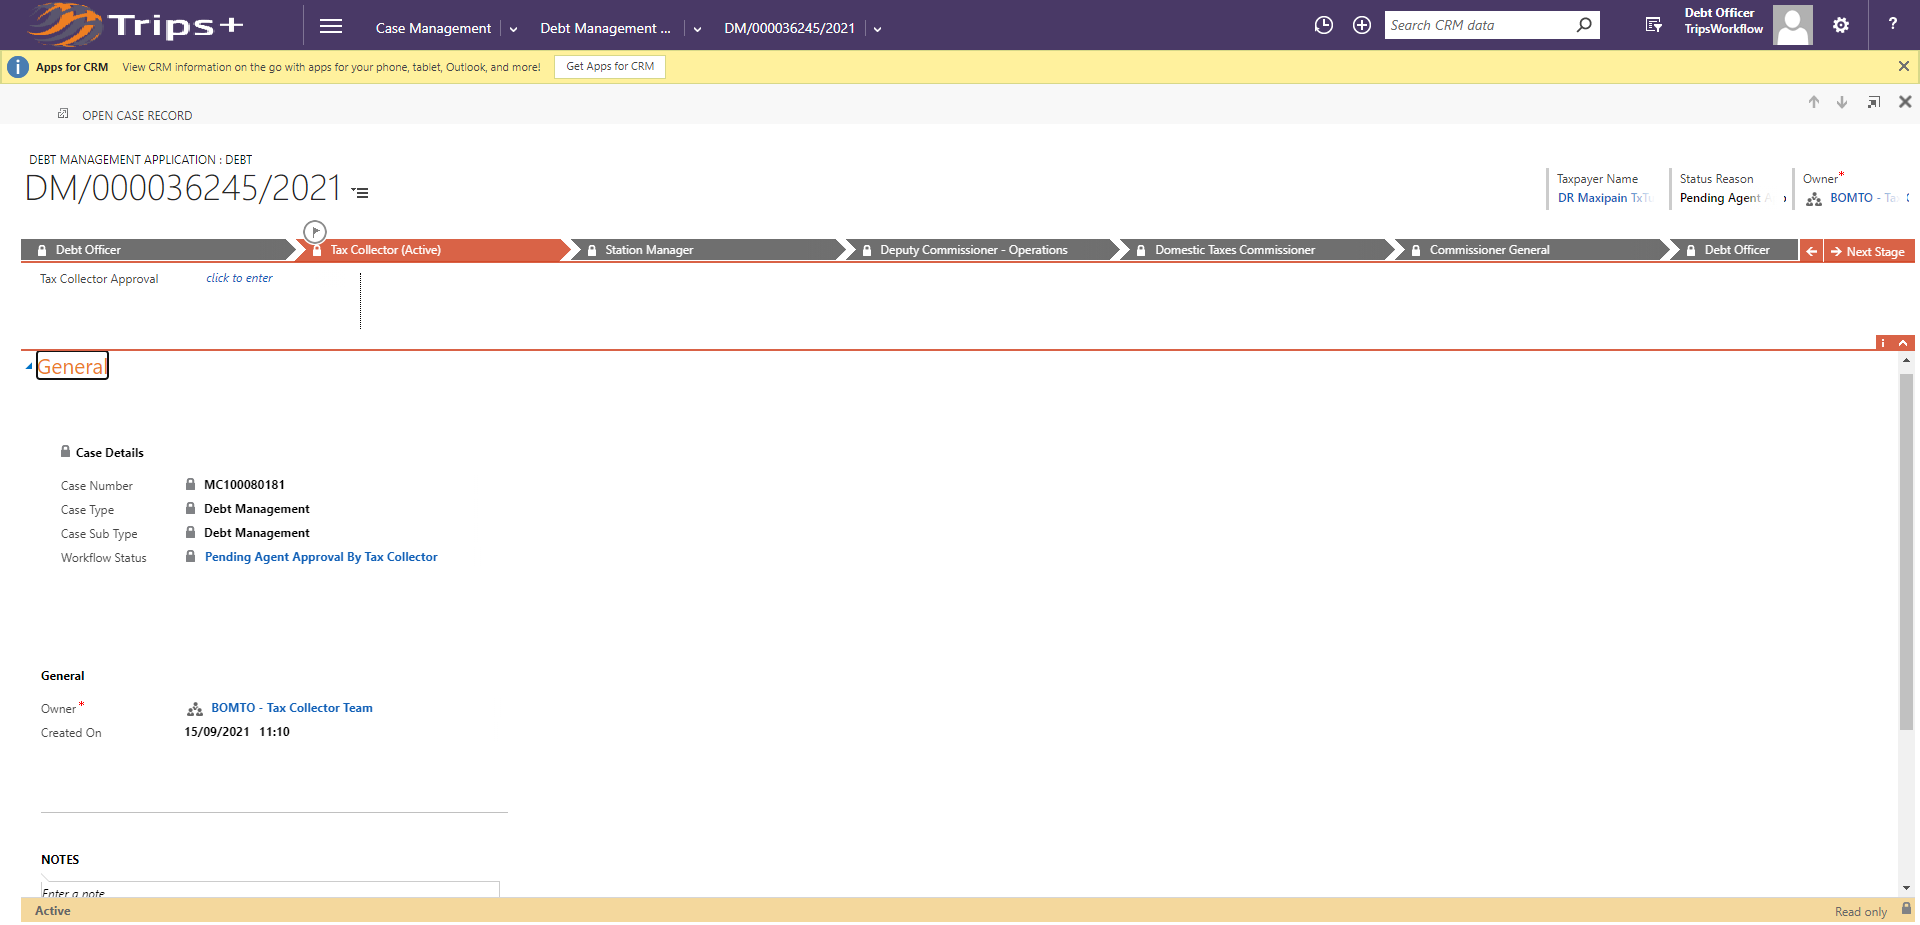 Trips+
Case Management
Debt Management ...
DM/000036245/2021
Search CRM data
Debt Officer
TripsWorkflow
?
i
Apps for CRM View CRM information on the go with apps for your phone, tablet, Outlook, and more! Get Apps for CRM
OPEN CASE RECORD
DEBT MANAGEMENT APPLICATION : DEBT
DM/000036245/2021
Taxpayer Name
DR Maxipain
Status Reason
Pending Agent
Owner*
BOMTO - Tax
Debt Officer
Tax Collector (Active)
Station Manager
Deputy Commissioner - Operations
Domestic Taxes Commissioner
Commissioner General
Debt Officer
Next Stage
Tax Collector Approval click to enter
i
General
Case Details
Case Number MC100080181
Case Type Debt Management
Case Sub Type Debt Management
Workflow Status Pending Agent Approval By Tax Collector
General
Owner* BOMTO - Tax Collector Team
Created On 15/09/2021 11:10
NOTES
Enter a note
Active
Read only